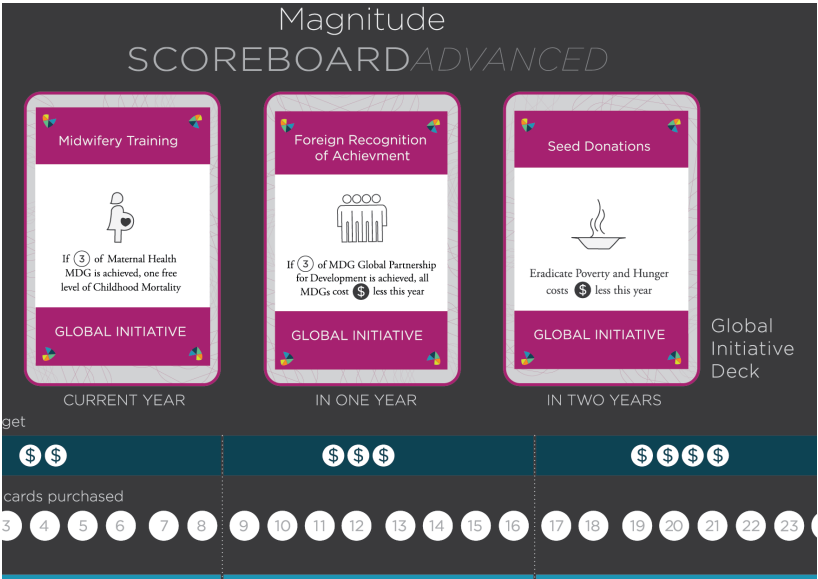 Magnitude
SCOREBOARD ADVANCED
Midwifery Training
If 3 of Maternal Health
MDG is achieved, one free
level of Childhood Mortality
GLOBAL INITIATIVE
CURRENT YEAR
Foreign Recognition
of Achievment
If 3 of MDG Global Partnership
for Development is achieved, all
MDGs cost $ less this year
GLOBAL INITIATIVE
IN ONE YEAR
Seed Donations
Eradicate Poverty and Hunger
costs $ less this year
GLOBAL INITIATIVE
IN TWO YEARS
Global
Initiative
Deck
get
$ $ $ $ $ $ $ $ $
cards purchased
3 4 5 6 7 8 9 10 11 12 13 14 15 16 17 18 19 20 21 22 23